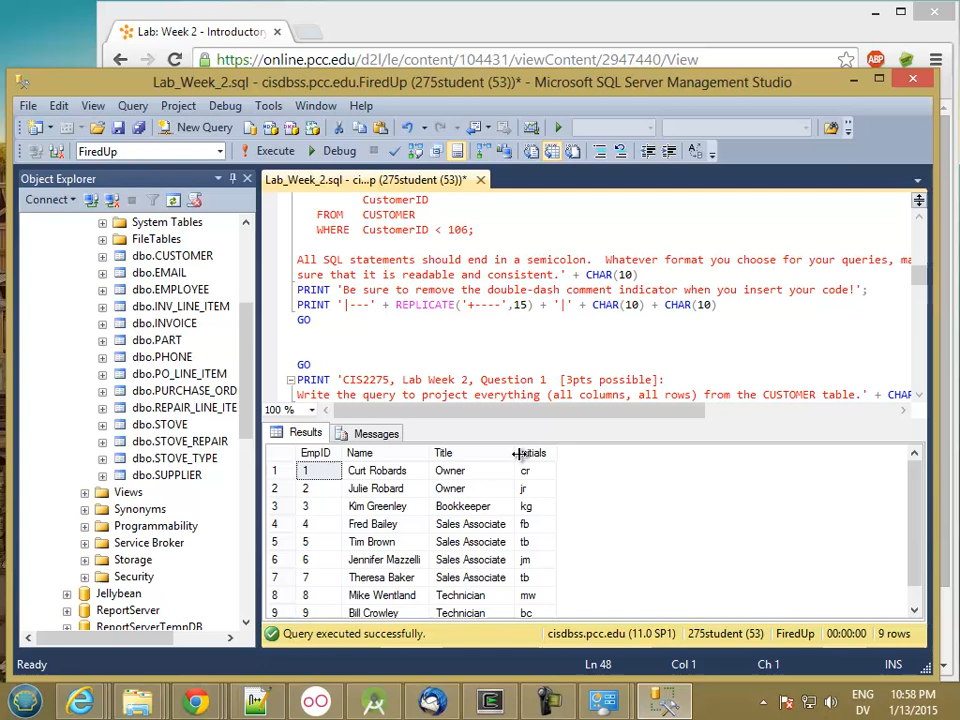 Lab: Week 2 - Introductory
https://online.pcc.edu/d2l/le/content/104431/viewContent/2947440/View
ABP
Lab_Week_2.sql - cisdbss.pcc.edu.FiredUp (275student (53))* - Microsoft SQL Server Management Studio
File Edit View Query Project Debug Tools Window Help
New Query
FiredUp
Execute Debug
Object Explorer
Lab_Week_2.sql - ci...p (275student (53))*
Connect
System Tables
FileTables
dbo.CUSTOMER
dbo.EMAIL
dbo.EMPLOYEE
dbo.INV_LINE_ITEM
dbo.INVOICE
dbo.PART
dbo.PHONE
dbo.PO_LINE_ITEM
dbo.PURCHASE_ORD
dbo.REPAIR_LINE_ITE
dbo.STOVE
dbo.STOVE_REPAIR
dbo.STOVE_TYPE
dbo.SUPPLIER
Views
Synonyms
Programmability
Service Broker
Storage
Security
Jellybean
ReportServer
ReportServerTempDB
CustomerID
FROM CUSTOMER
WHERE CustomerID < 106;
All SQL statements should end in a semicolon. Whatever format you choose for your queries, ma
sure that it is readable and consistent.' + CHAR(10)
PRINT 'Be sure to remove the double-dash comment indicator when you insert your code!';
PRINT '|---' + REPLICATE('+----',15) + '|' + CHAR(10) + CHAR(10)
GO
GO
PRINT 'CIS2275, Lab Week 2, Question 1 [3pts possible]:
Write the query to project everything (all columns, all rows) from the CUSTOMER table.' + CHAR
100 %
Results Messages
EmpID Name Title Initials
1 1 Curt Robards Owner cr
2 2 Julie Robard Owner jr
3 3 Kim Greenley Bookkeeper kg
4 4 Fred Bailey Sales Associate fb
5 5 Tim Brown Sales Associate tb
6 6 Jennifer Mazzelli Sales Associate jm
7 7 Theresa Baker Sales Associate tb
8 8 Mike Wentland Technician mw
9 9 Bill Crowley Technician bc
Query executed successfully. cisdbss.pcc.edu (11.0 SP1) 275student (53) FiredUp 00:00:00 9 rows
Ready Ln 48 Col 1 Ch 1 INS
ENG
DV
10:58 PM
1/13/2015